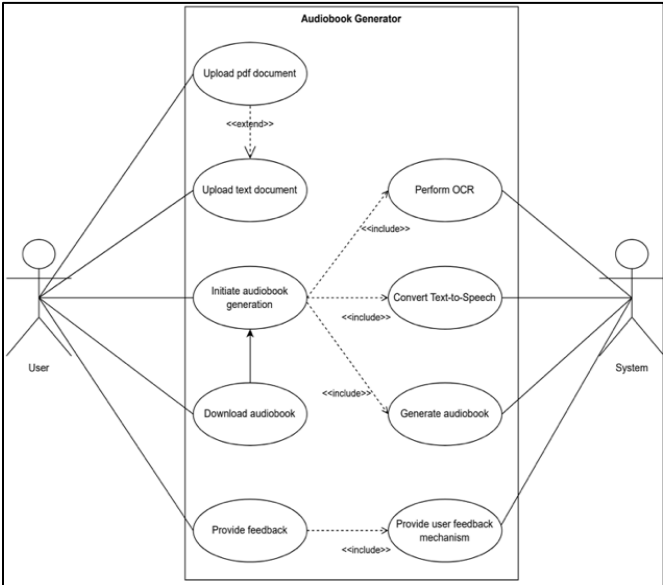 Audiobook Generator
Upload pdf document
<<extend>>
Upload text document
Perform OCR
<<include>>
Initiate audiobook
generation
Convert Text-to-Speech
<<include>>
User
System
<<include>>
Download audiobook
Generate audiobook
Provide feedback
Provide user feedback
mechanism
<<include>>